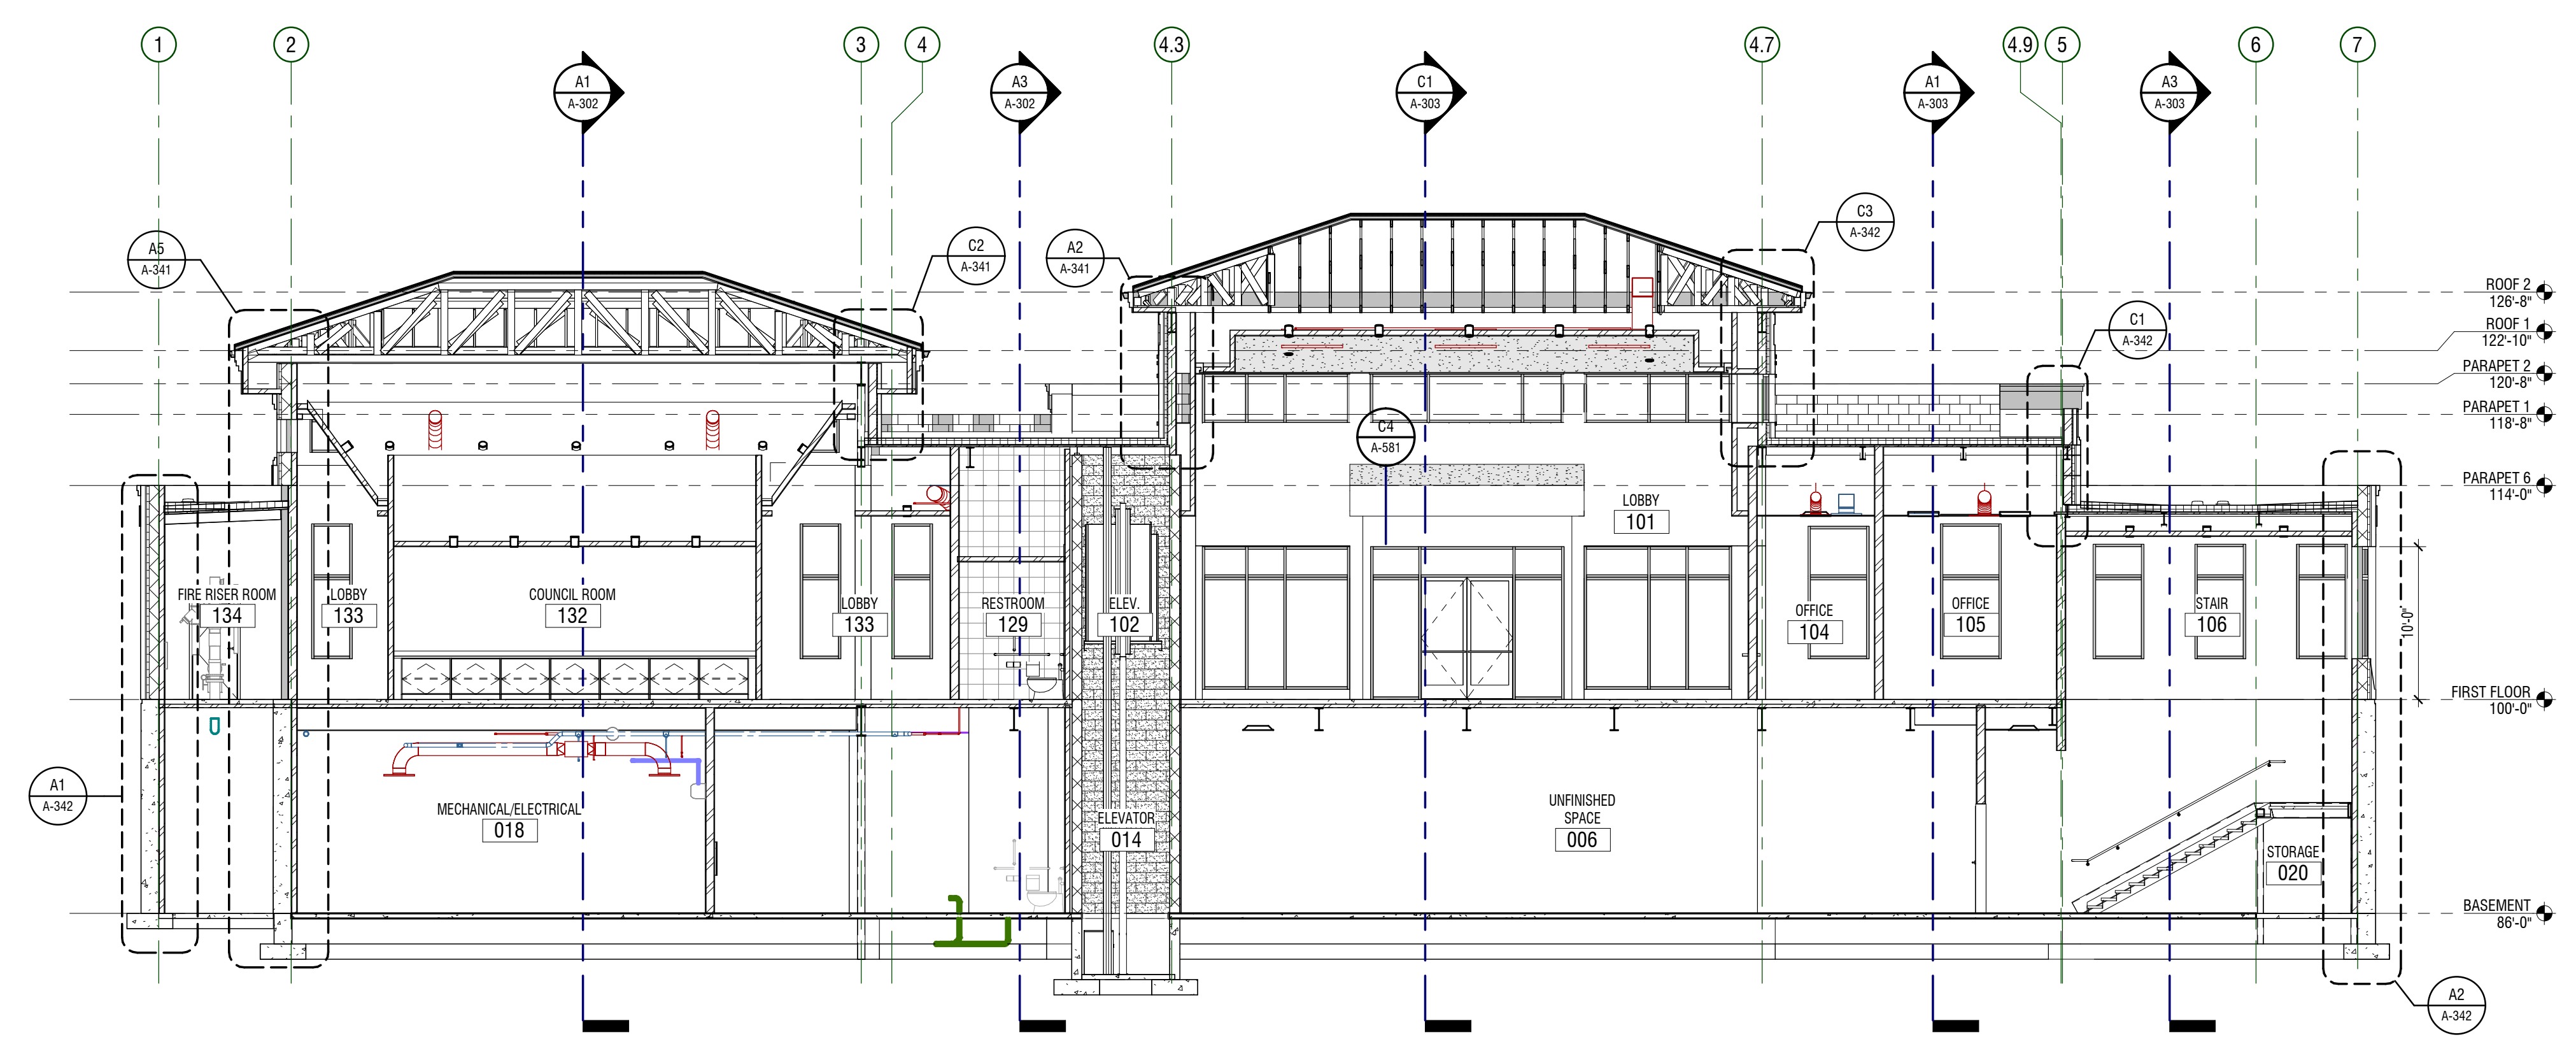 1
2
3
4
4.3
4.7
4.9
5
6
7
A1
A-302
A3
A-302
C1
A-303
A1
A-303
A3
A-303
A5
A-341
C2
A-341
A2
A-341
C3
A-342
C1
A-342
ROOF 2
126'-8"
ROOF 1
122'-10"
PARAPET 2
120'-8"
PARAPET 1
118'-8"
C4
A-581
PARAPET 6
114'-0"
LOBBY
101
FIRE RISER ROOM
134
LOBBY
133
COUNCIL ROOM
132
LOBBY
133
RESTROOM
129
ELEV.
102
OFFICE
104
OFFICE
105
STAIR
106
10'-0"
FIRST FLOOR
100'-0"
A1
A-342
MECHANICAL/ELECTRICAL
018
ELEVATOR
014
UNFINISHED
SPACE
006
STORAGE
020
BASEMENT
86'-0"
A2
A-342